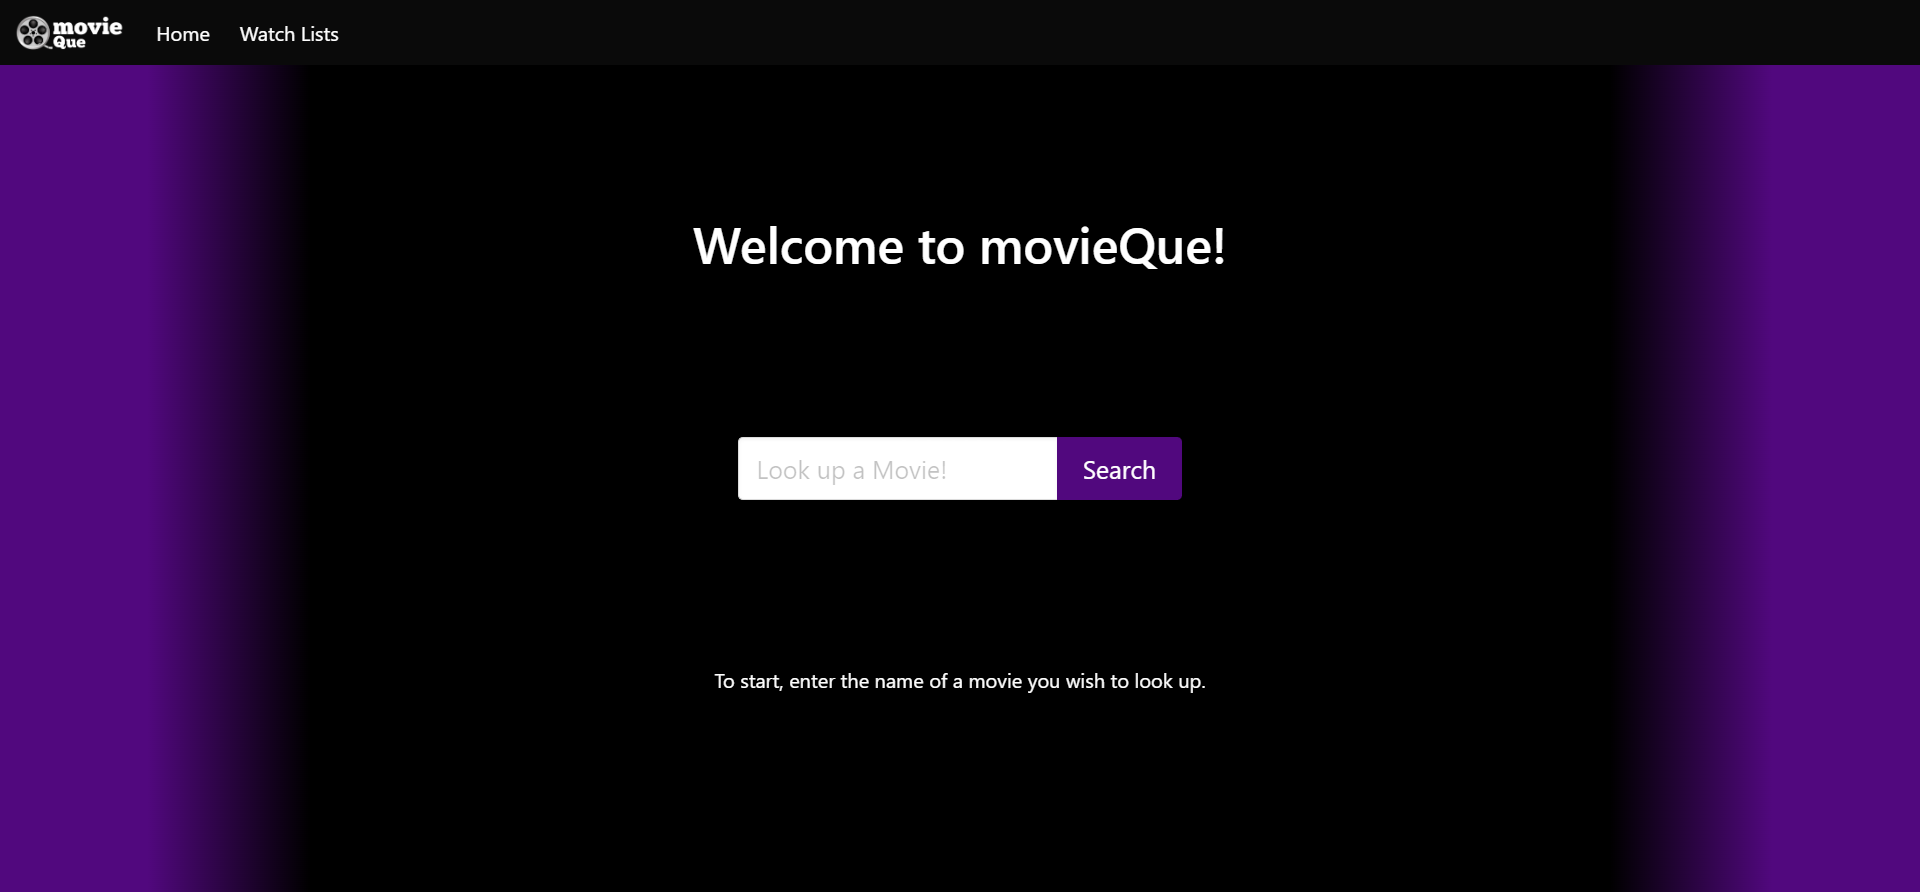 movie
Que
Home
Watch Lists
Welcome to movieQue!
Look up a Movie!
Search
To start, enter the name of a movie you wish to look up.